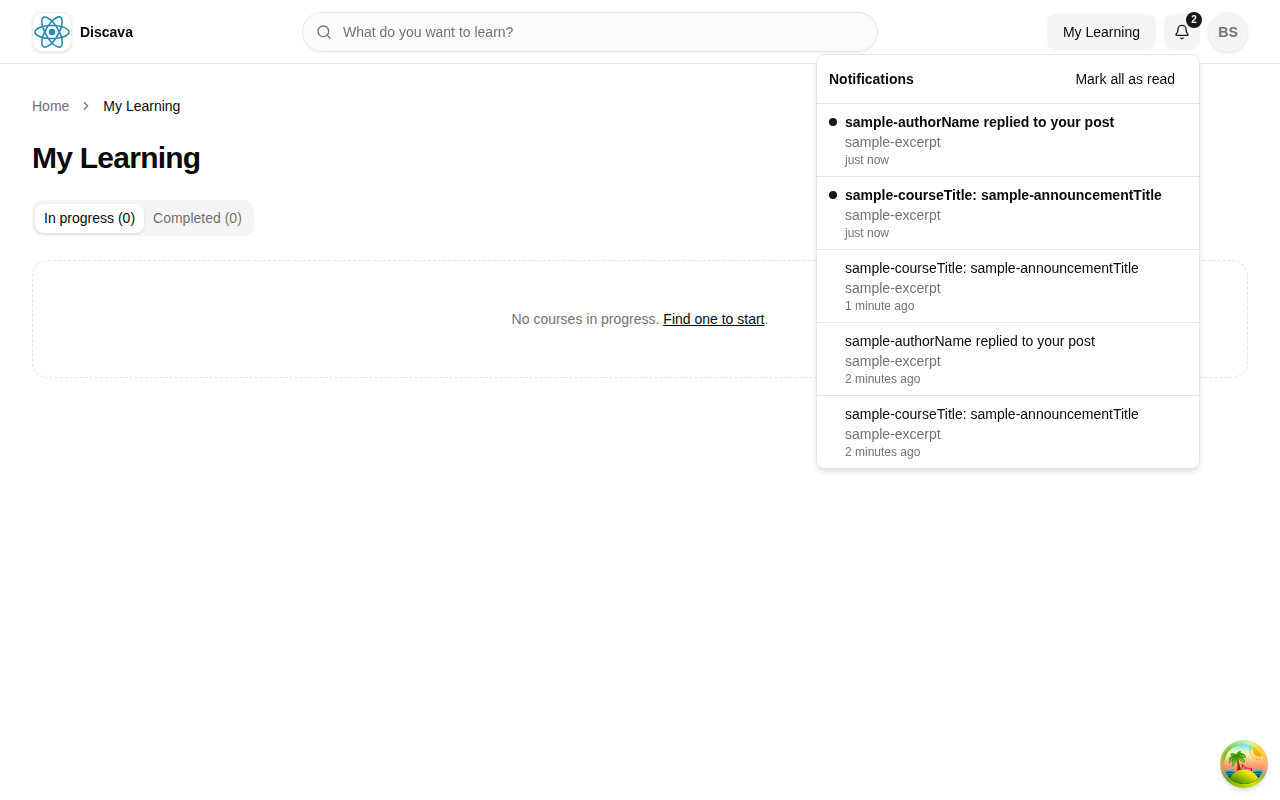 Discava
What do you want to learn?
My Learning
2
BS
Home
My Learning
My Learning
In progress (0)
Completed (0)
No courses in progress. Find one to start.
Notifications
Mark all as read
sample-authorName replied to your post
sample-excerpt
just now
sample-courseTitle: sample-announcementTitle
sample-excerpt
just now
sample-courseTitle: sample-announcementTitle
sample-excerpt
1 minute ago
sample-authorName replied to your post
sample-excerpt
2 minutes ago
sample-courseTitle: sample-announcementTitle
sample-excerpt
2 minutes ago